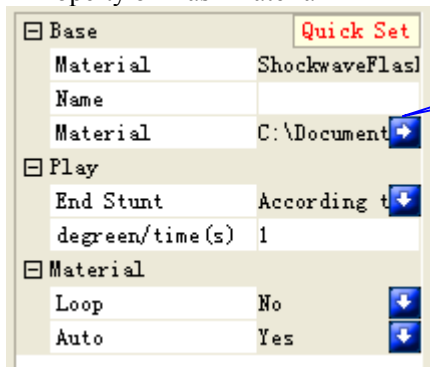 Base Quick Set
Material ShockwaveFlas
Name
Material C:\Document
Play
End Stunt According t
degreen/time(s) 1
Material
Loop No
Auto Yes